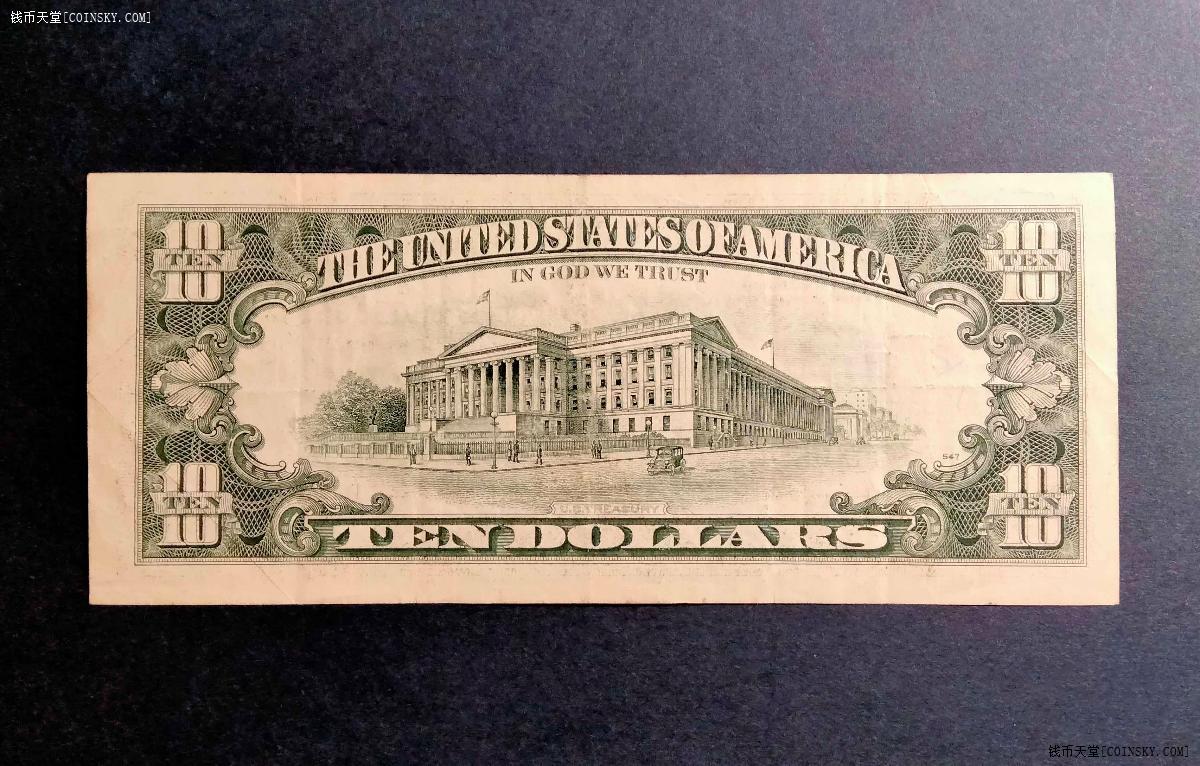 钱币天堂[COINSKY.COM]
10 TEN 10
THE UNITED STATES OF AMERICA
10 TEN 10
IN GOD WE TRUST
547
10 TEN 10
U.S. TREASURY
TEN DOLLARS
10 TEN 10
钱币天堂[COINSKY.COM]